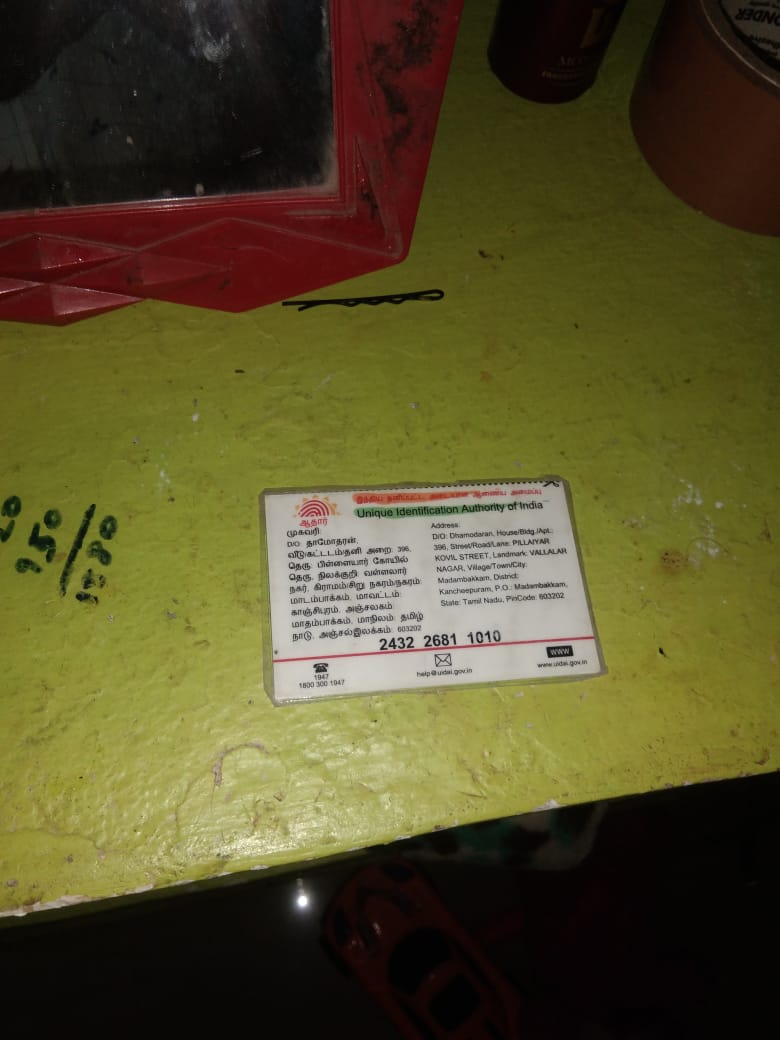 ONDER
இந்திய தனிப்பட்ட அடையாள ஆணைய அமைப்பு
Unique Identification Authority of India
ஆதார்
முகவரி
D/O: தாமோதரன்,
வீடு/கட்டடம்/தனி அறை: 396,
தெரு, பிள்ளையார் கோயில்
தெரு, நிலக்குறி: வள்ளலார்
நகர், கிராமம்/சிறு நகரம்/நகரம்:
மாடம்பாக்கம், மாவட்டம்:
காஞ்சிபுரம், அஞ்சலகம்:
மாதம்பாக்கம், மாநிலம்: தமிழ்
நாடு, அஞ்சல்இலக்கம்: 603202
Address:
D/O: Dhamodaran, House/Bldg./Apt.:
396, Street/Road/Lane: PILLAIYAR
KOVIL STREET, Landmark: VALLALAR
NAGAR, Village/Town/City:
Madambakkam, District:
Kancheepuram, P.O.: Madambakkam,
State: Tamil Nadu, PinCode: 603202
2432 2681 1010
1947
1800 300 1947
help@uidai.gov.in
WWW
www.uidai.gov.in